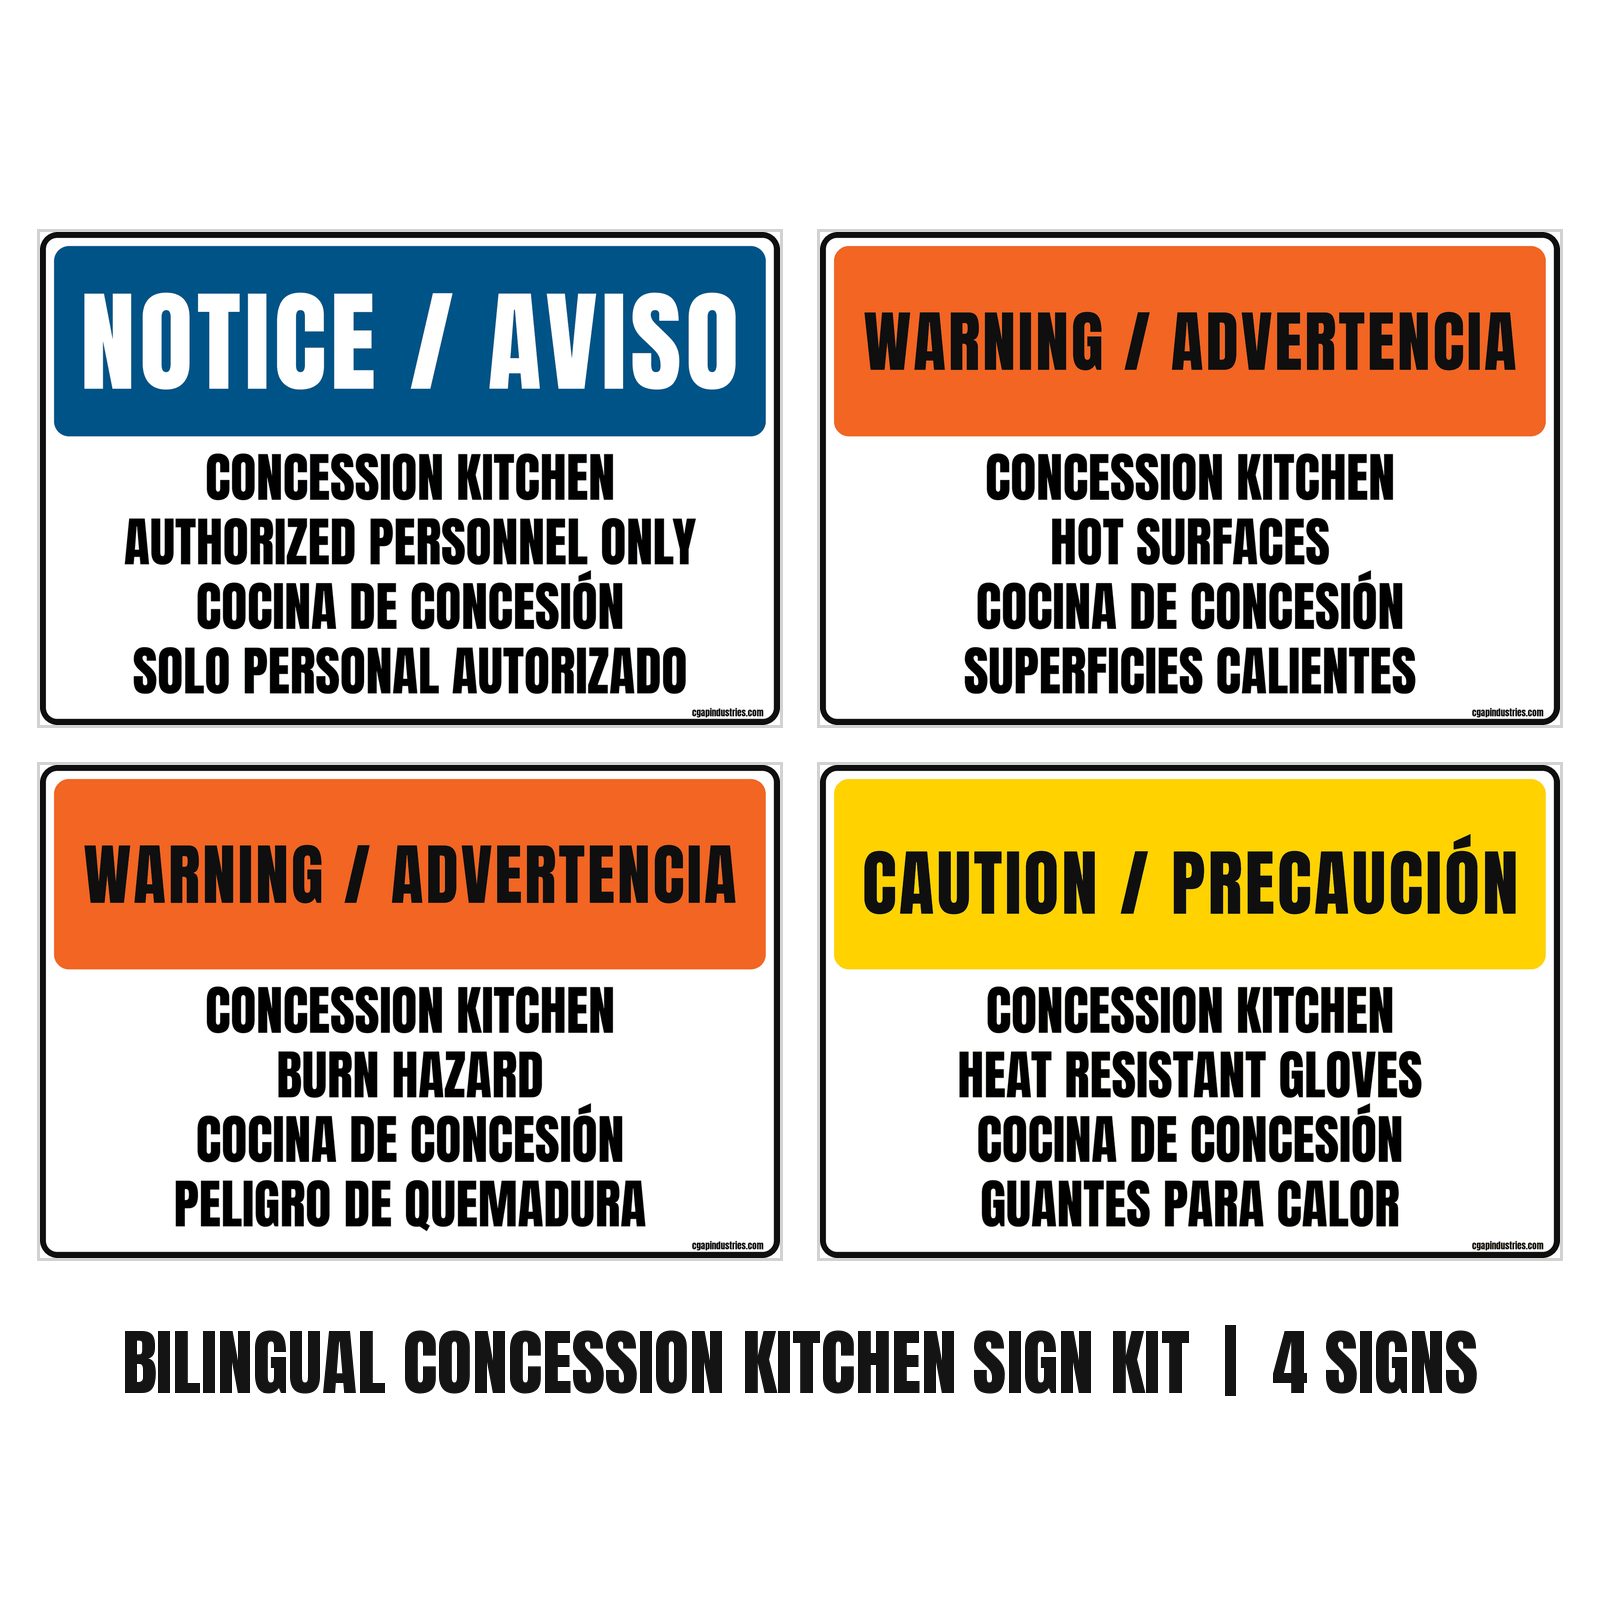 NOTICE / AVISO
CONCESSION KITCHEN
AUTHORIZED PERSONNEL ONLY
COCINA DE CONCESIÓN
SOLO PERSONAL AUTORIZADO
cgapindustries.com
WARNING / ADVERTENCIA
CONCESSION KITCHEN
HOT SURFACES
COCINA DE CONCESIÓN
SUPERFICIES CALIENTES
cgapindustries.com
WARNING / ADVERTENCIA
CONCESSION KITCHEN
BURN HAZARD
COCINA DE CONCESIÓN
PELIGRO DE QUEMADURA
cgapindustries.com
CAUTION / PRECAUCIÓN
CONCESSION KITCHEN
HEAT RESISTANT GLOVES
COCINA DE CONCESIÓN
GUANTES PARA CALOR
cgapindustries.com
BILINGUAL CONCESSION KITCHEN SIGN KIT | 4 SIGNS